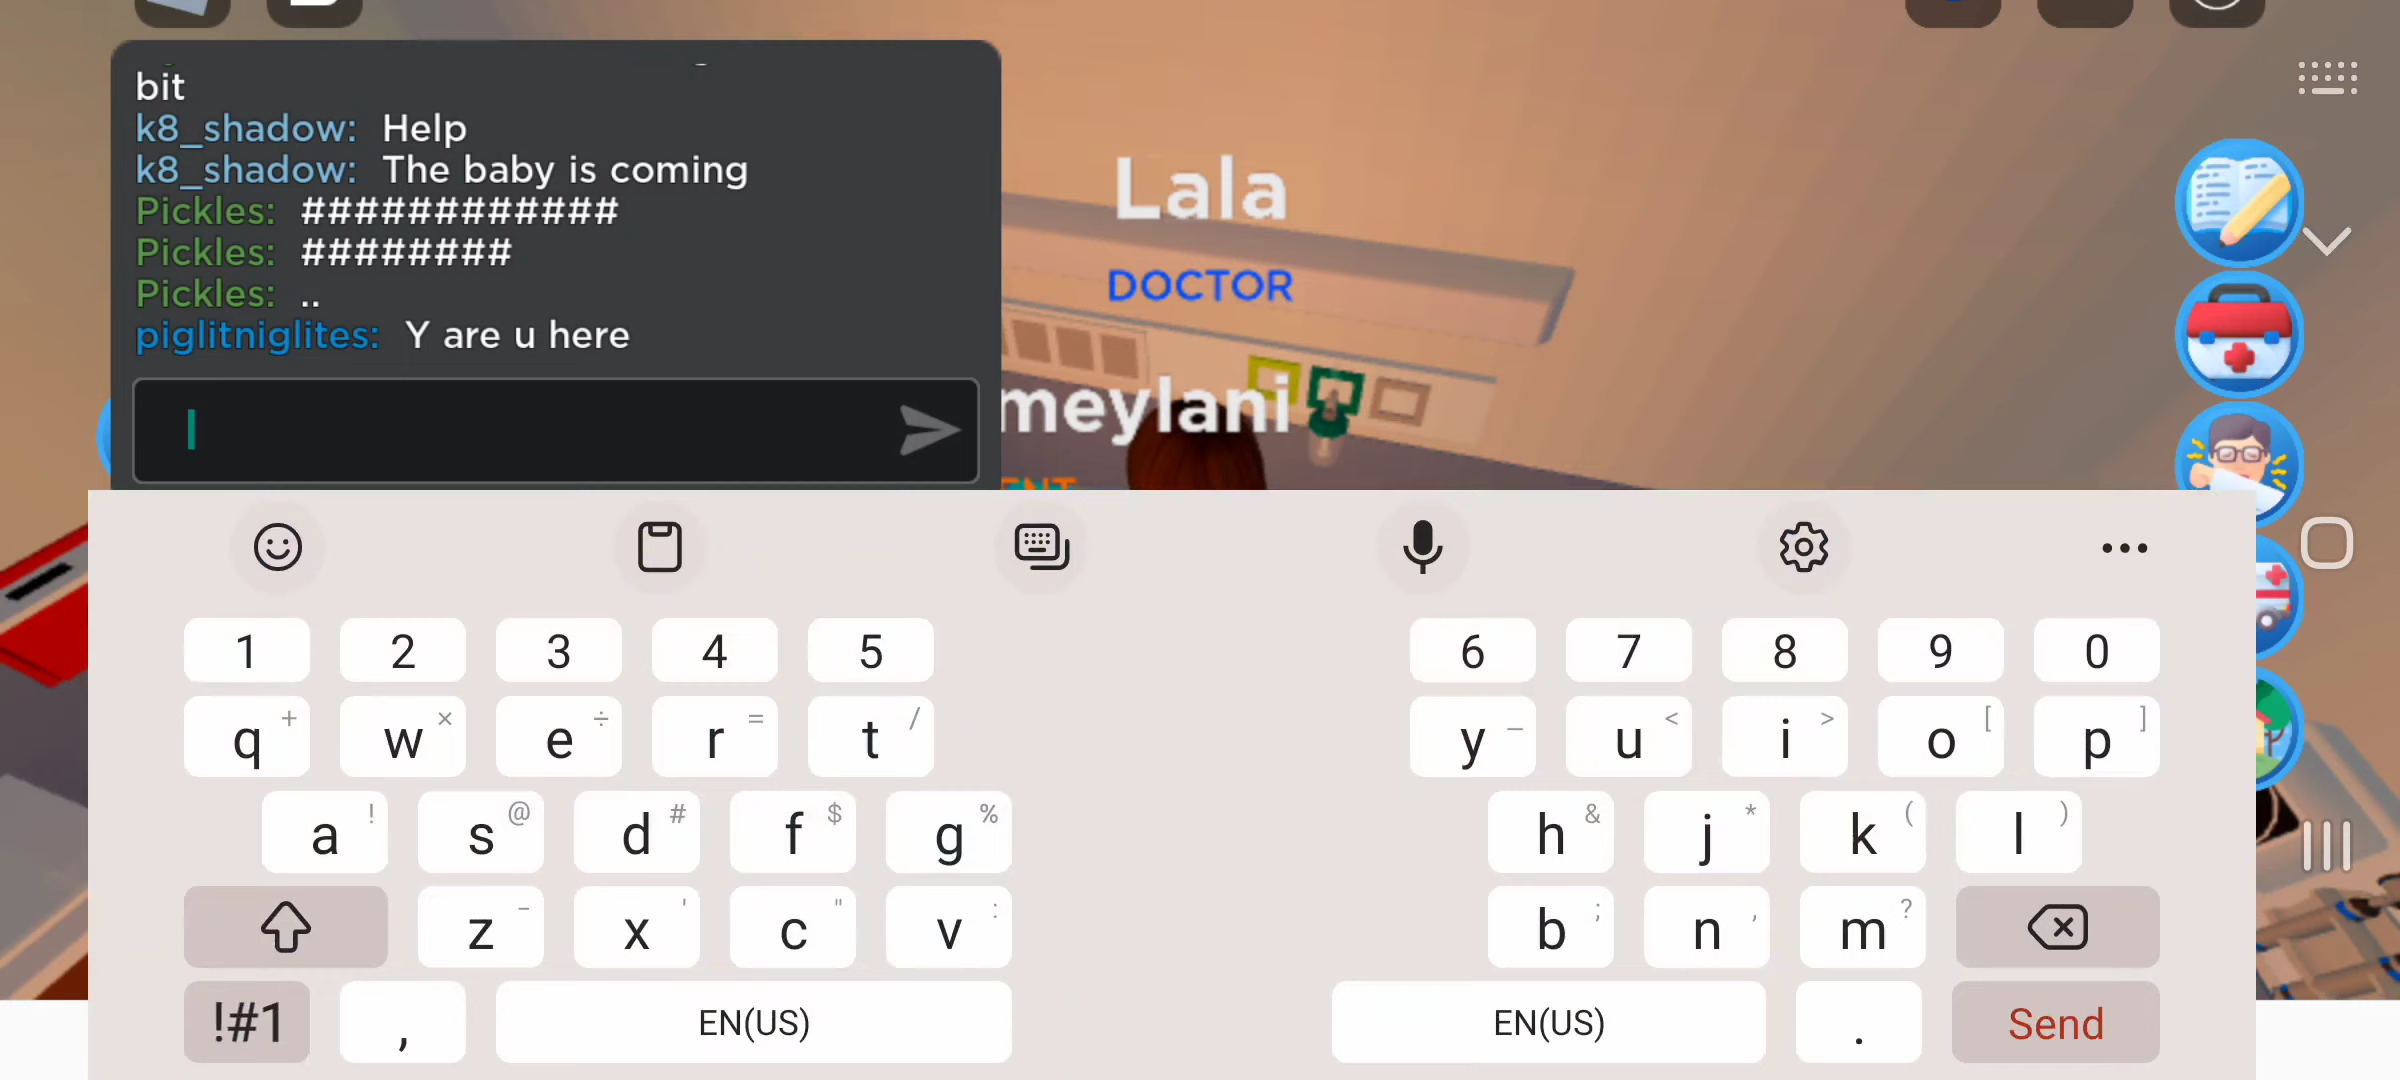 bit
k8_shadow: Help
k8_shadow: The baby is coming
Pickles: ############
Pickles: ########
Pickles: ..
piglitniglites: Y are u here
Lala
DOCTOR
meylani
ENT
1 2 3 4 5 6 7 8 9 0
q + w × e ÷ r = t / y _ u < i > o [ p ]
a ! s @ d # f $ g % h & j * k ( l )
z - x ' c " v : b ; n , m ?
!#1 , EN(US) EN(US) . Send